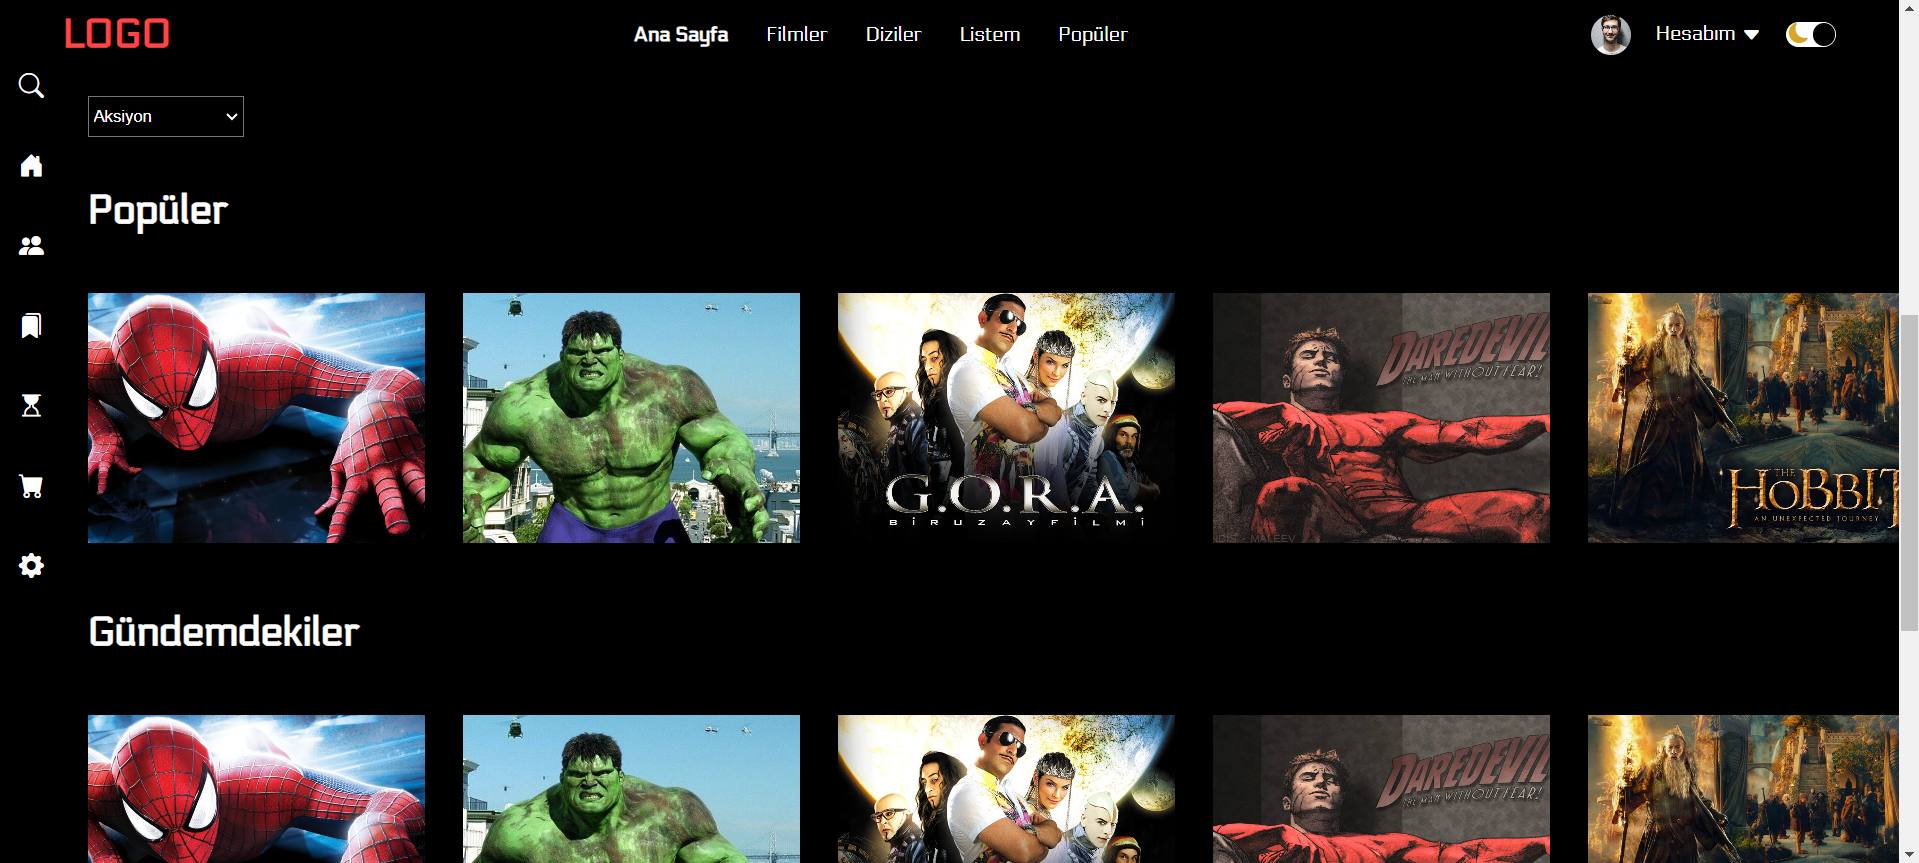 LOGO
Ana Sayfa
Filmler
Diziler
Listem
Popüler
Hesabım
Aksiyon
Popüler
G.O.R.A.
BİR UZAY FİLMİ
DAREDEVIL
THE MAN WITHOUT FEAR!
MALEEV
THE
HOBBIT
AN UNEXPECTED JOURNEY
Gündemdekiler
DAREDEVIL
THE MAN WITHOUT FEAR!